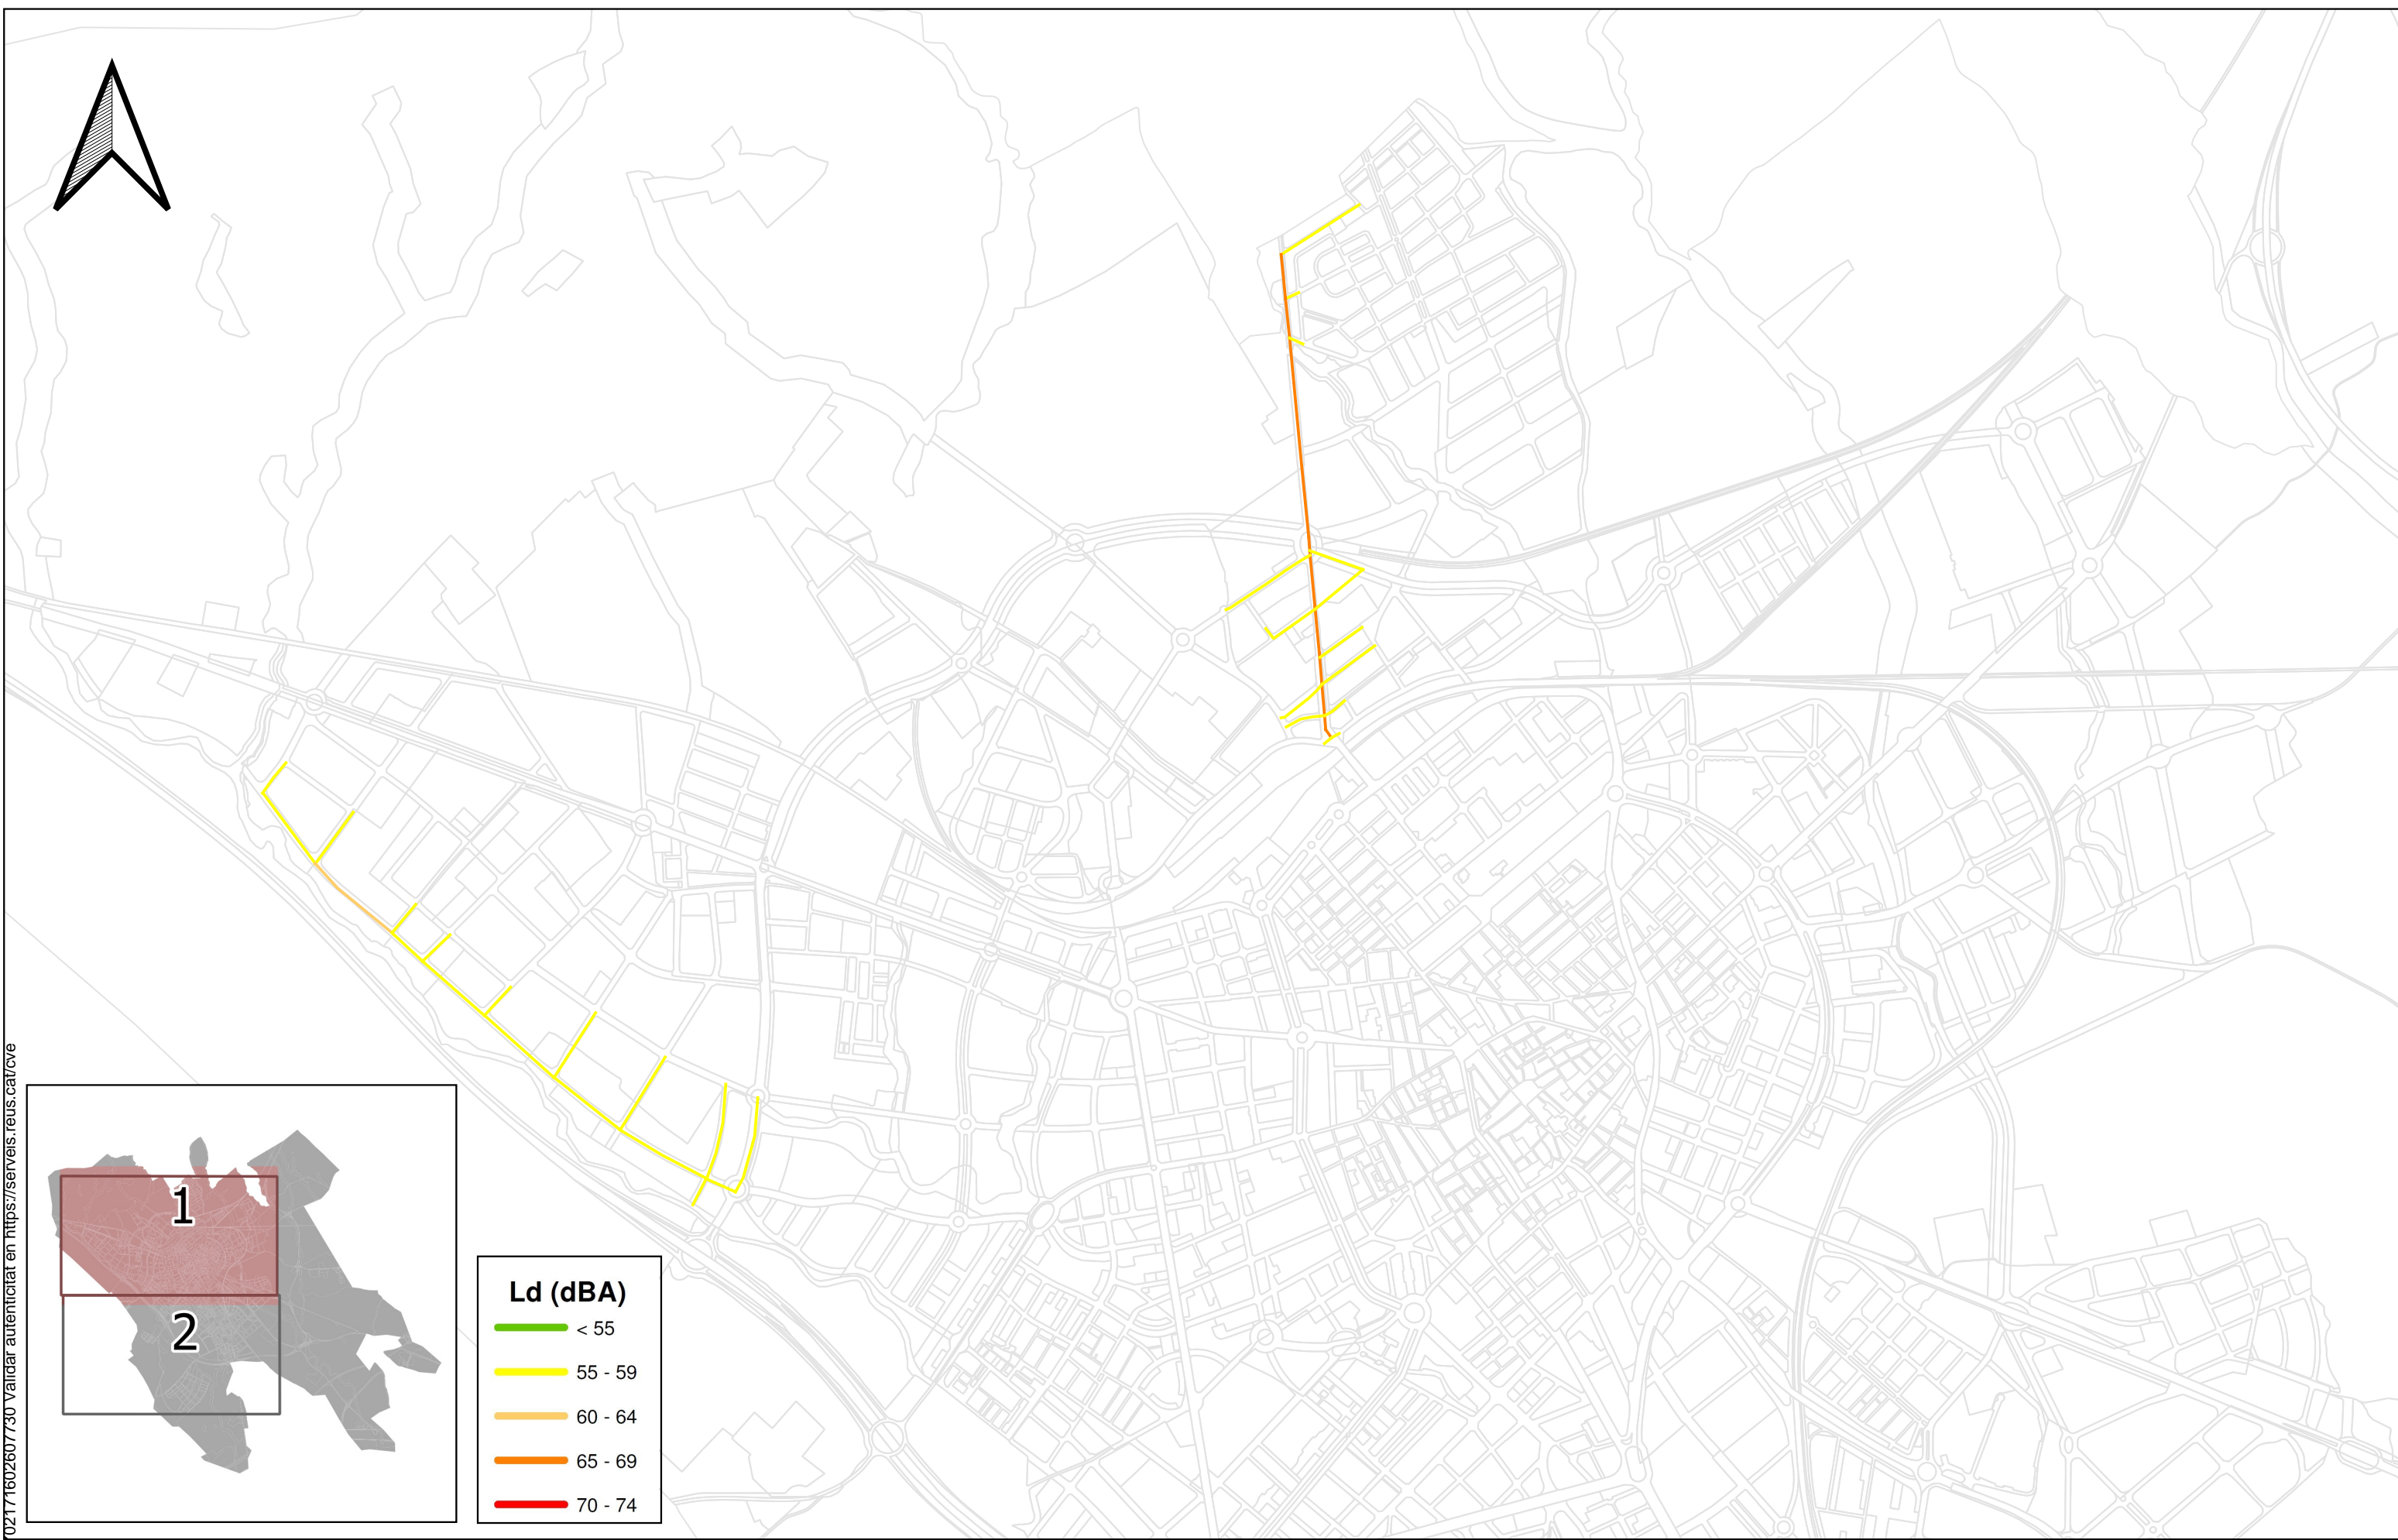 1
2
Ld (dBA)
< 55
55 - 59
60 - 64
65 - 69
70 - 74
02171602607730 Validar autenticitat en https://serveis.reus.cat/cve